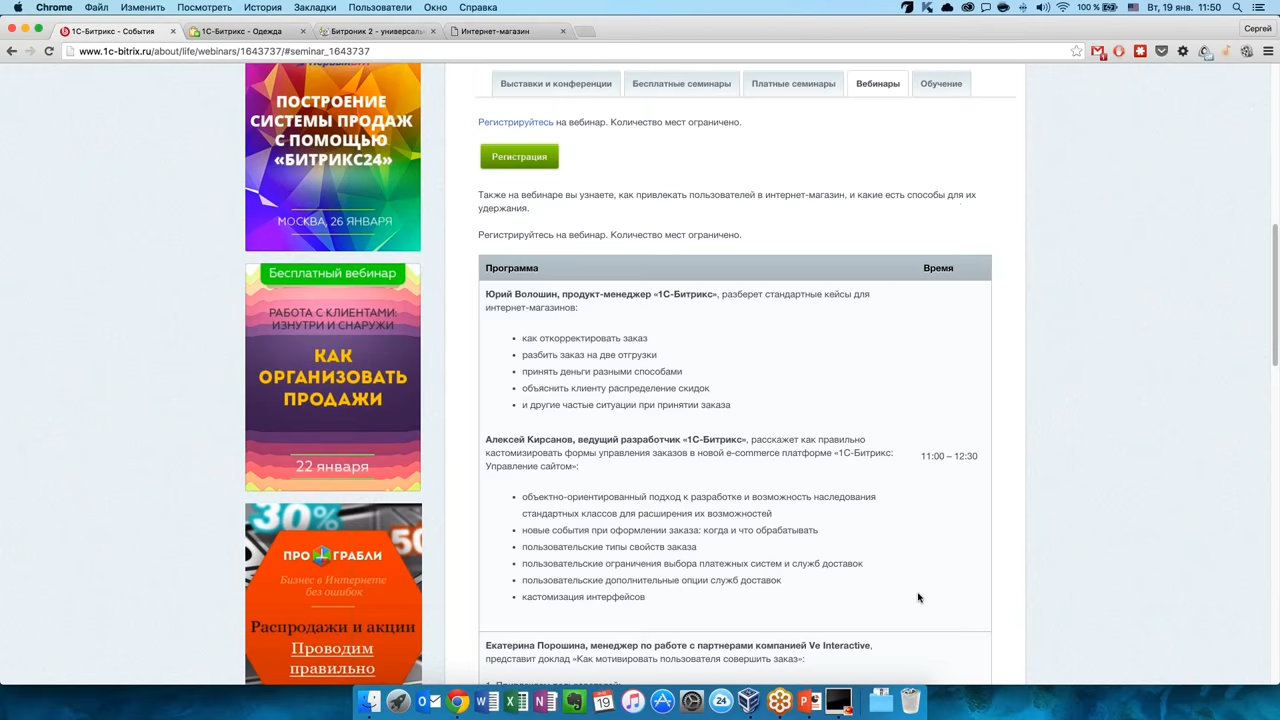 Chrome Файл Изменить Посмотреть История Закладки Пользователи Окно Справка 100 % Вт, 19 янв. 11:50
1С-Битрикс - События 1С-Битрикс - Одежда Битроник 2 - универсаль Интернет-магазин Сергей
www.1c-bitrix.ru/about/life/webinars/1643737/#seminar_1643737
ПОСТРОЕНИЕ
СИСТЕМЫ ПРОДАЖ
С ПОМОЩЬЮ
«БИТРИКС24»
МОСКВА, 26 ЯНВАРЯ
Бесплатный вебинар
РАБОТА С КЛИЕНТАМИ:
ИЗНУТРИ И СНАРУЖИ
КАК
ОРГАНИЗОВАТЬ
ПРОДАЖИ
22 января
30% 50
ПРО ГРАБЛИ
Бизнес в Интернете
без ошибок
Распродажи и акции
Проводим
правильно
Выставки и конференции Бесплатные семинары Платные семинары Вебинары Обучение
Регистрируйтесь на вебинар. Количество мест ограничено.
Регистрация
Также на вебинаре вы узнаете, как привлекать пользователей в интернет-магазин, и какие есть способы для их
удержания.
Регистрируйтесь на вебинар. Количество мест ограничено.
Программа Время
Юрий Волошин, продукт-менеджер «1С-Битрикс», разберет стандартные кейсы для
интернет-магазинов:
• как откорректировать заказ
• разбить заказ на две отгрузки
• принять деньги разными способами
• объяснить клиенту распределение скидок
• и другие частые ситуации при принятии заказа
Алексей Кирсанов, ведущий разработчик «1С-Битрикс», расскажет как правильно
кастомизировать формы управления заказов в новой e-commerce платформе «1С-Битрикс:
Управление сайтом»:
11:00 – 12:30
• объектно-ориентированный подход к разработке и возможность наследования
стандартных классов для расширения их возможностей
• новые события при оформлении заказа: когда и что обрабатывать
• пользовательские типы свойств заказа
• пользовательские ограничения выбора платежных систем и служб доставок
• пользовательские дополнительные опции служб доставок
• кастомизация интерфейсов
Екатерина Порошина, менеджер по работе с партнерами компанией Ve Interactive,
представит доклад «Как мотивировать пользователя совершить заказ»:
19 24